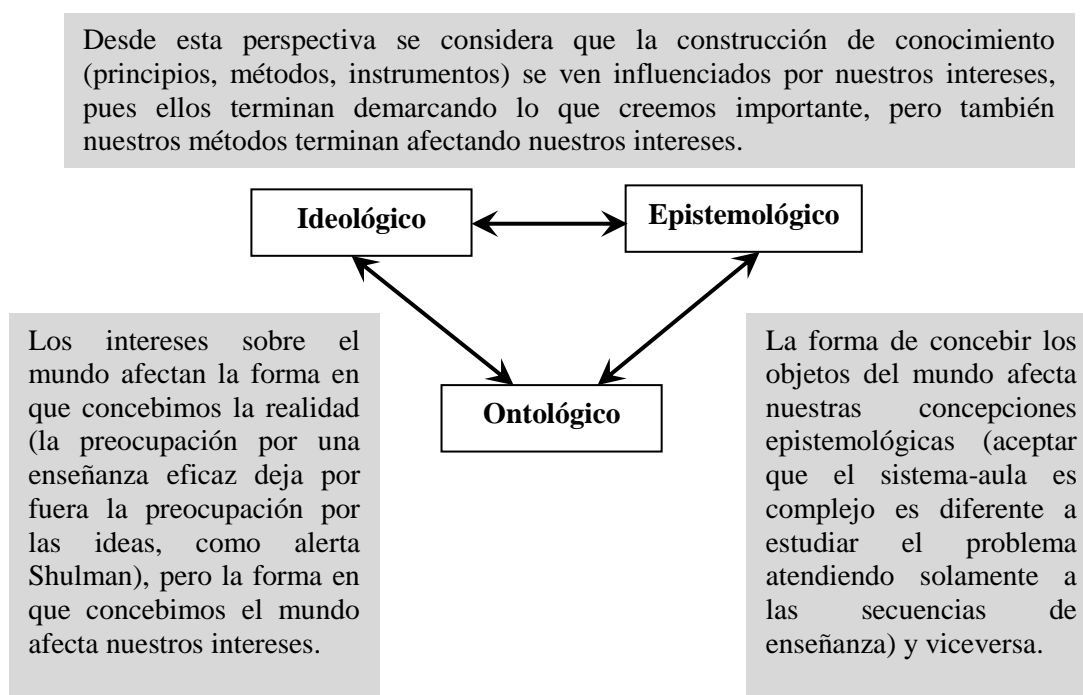 Desde esta perspectiva se considera que la construcción de conocimiento
(principios, métodos, instrumentos) se ven influenciados por nuestros intereses,
pues ellos terminan demarcando lo que creemos importante, pero también
nuestros métodos terminan afectando nuestros intereses.
Ideológico
Epistemológico
Ontológico
Los intereses sobre el
mundo afectan la forma en
que concebimos la realidad
(la preocupación por una
enseñanza eficaz deja por
fuera la preocupación por
las ideas, como alerta
Shulman), pero la forma en
que concebimos el mundo
afecta nuestros intereses.
La forma de concebir los
objetos del mundo afecta
nuestras concepciones
epistemológicas (aceptar
que el sistema-aula es
complejo es diferente a
estudiar el problema
atendiendo solamente a
las secuencias de
enseñanza) y viceversa.